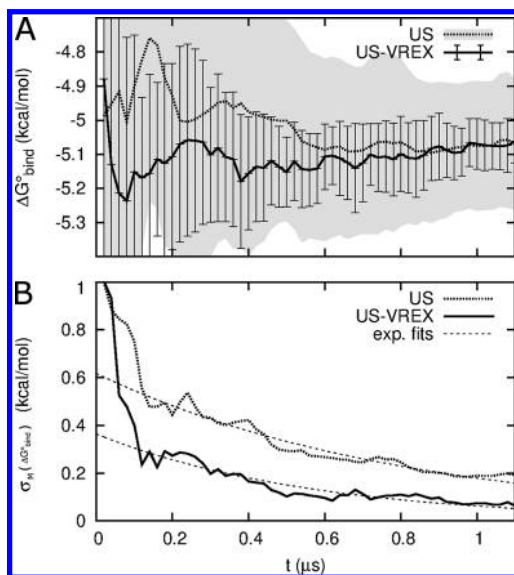 A
US
US-VREX
-4.8
-4.9
-5
-5.1
-5.2
-5.3
ΔG°bind (kcal/mol)
B
US
US-VREX
exp. fits
1
0.8
0.6
0.4
0.2
0
σM (ΔG°bind) (kcal/mol)
0 0.2 0.4 0.6 0.8 1
t (μs)